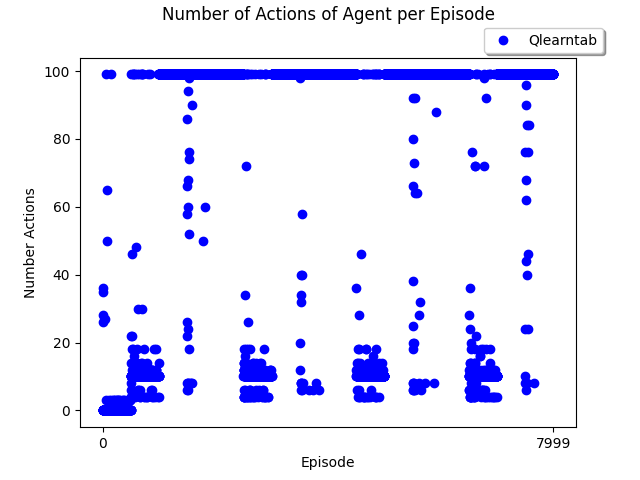 Number of Actions of Agent per Episode
Qlearntab
100
80
60
40
20
0
Number Actions
0
7999
Episode